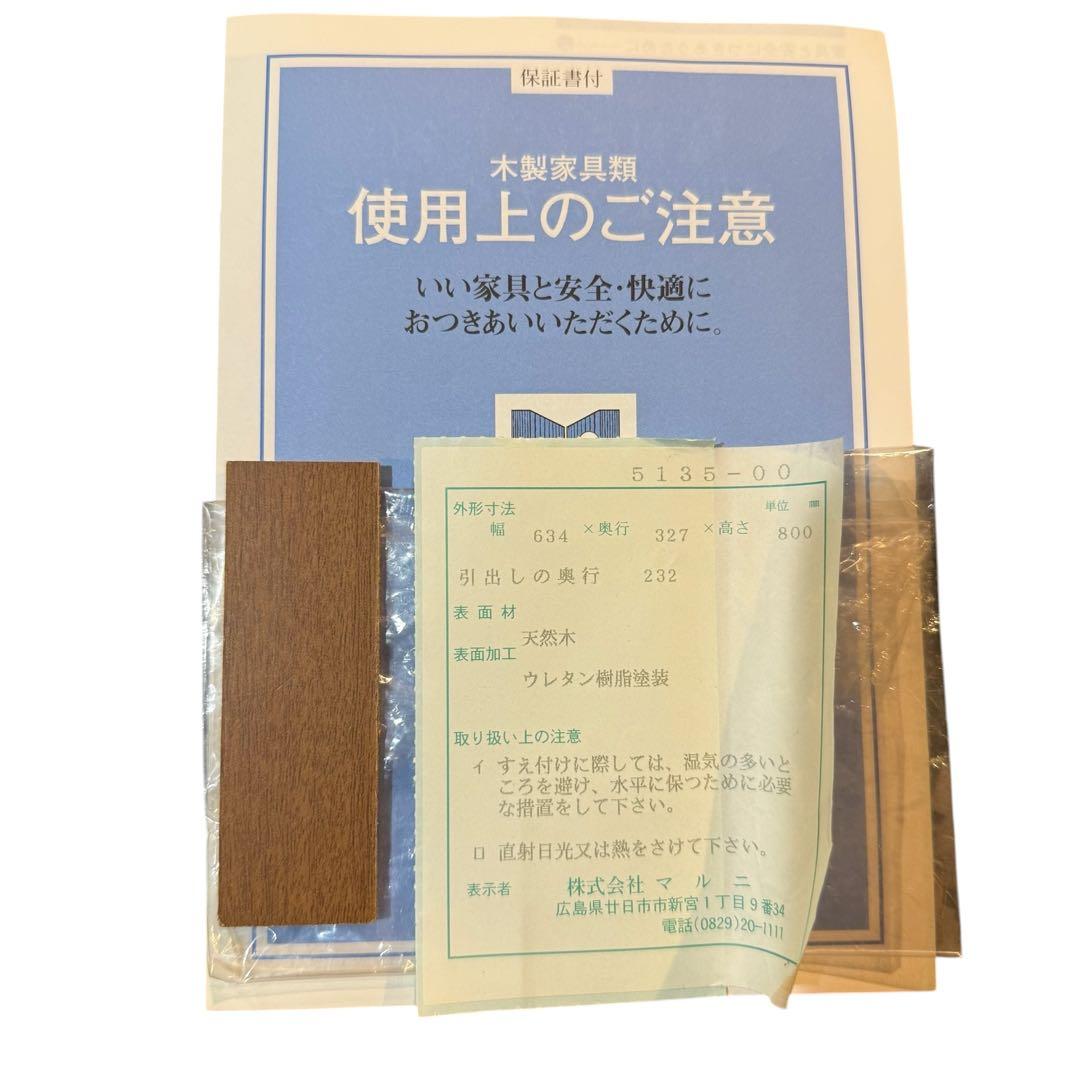 保証書付
木製家具類
使用上のご注意
いい家具と安全・快適に
おつきあいいただくために。
5135-00
外形寸法 単位 ㎜
幅 634 ×奥行 327 ×高さ 800
引出しの奥行 232
表面材
天然木
表面加工
ウレタン樹脂塗装
取り扱い上の注意
イ すえ付けに際しては、湿気の多いと
ころを避け、水平に保つために必要
な措置をして下さい。
ロ 直射日光又は熱をさけて下さい。
表示者 株式会社 マルニ
広島県廿日市市新宮1丁目9番34
電話(0829)20-1111